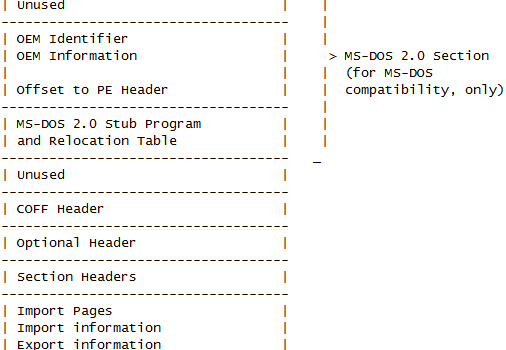 | Unused | |
--------------------------------- |
| OEM Identifier | |
| OEM Information | > MS-DOS 2.0 Section
| | | (for MS-DOS
| Offset to PE Header | | compatibility, only)
--------------------------------- |
| MS-DOS 2.0 Stub Program | |
| and Relocation Table | |
--------------------------------- _
| Unused |
---------------------------------
| COFF Header |
---------------------------------
| Optional Header |
---------------------------------
| Section Headers |
---------------------------------
| Import Pages
| Import information |
| Export information |